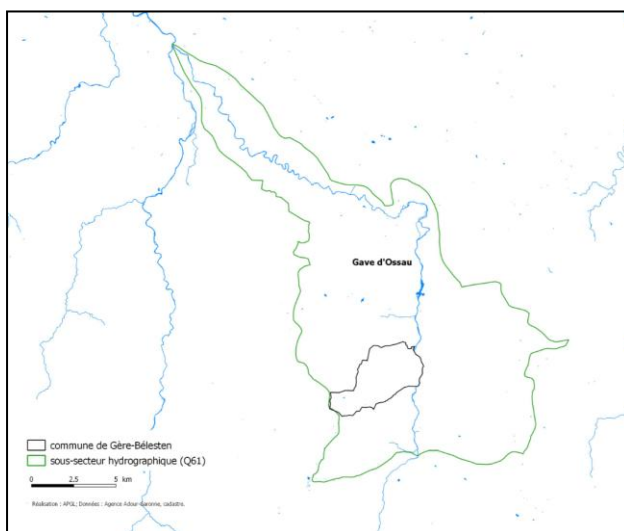 Gave d'Ossau
commune de Gère-Bélesten
sous-secteur hydrographique (Q61)
0 2.5 5 km
Réalisation : APGL; Données : Agence Adour-Garonne, cadastre.